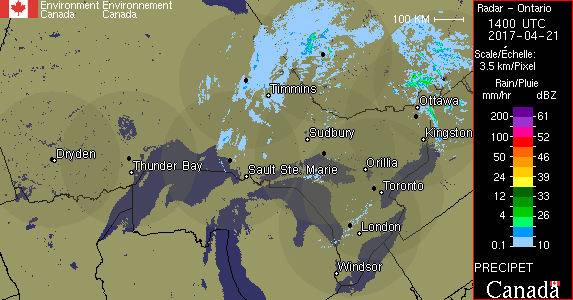 Environment Environnement
Canada Canada
100 KM
Radar – Ontario
1400 UTC
2017-04-21
Scale/Échelle:
3.5 km/Pixel
Rain/Pluie
mm/hr dBZ
200 61
100 56
50 52
24 46
12 39
4 33
1 26
0.1 10
Timmins
Ottawa
Sudbury
Kingston
Dryden
Thunder Bay
Sault Ste. Marie
Orillia
Toronto
London
Windsor
PRECIPET
Canada